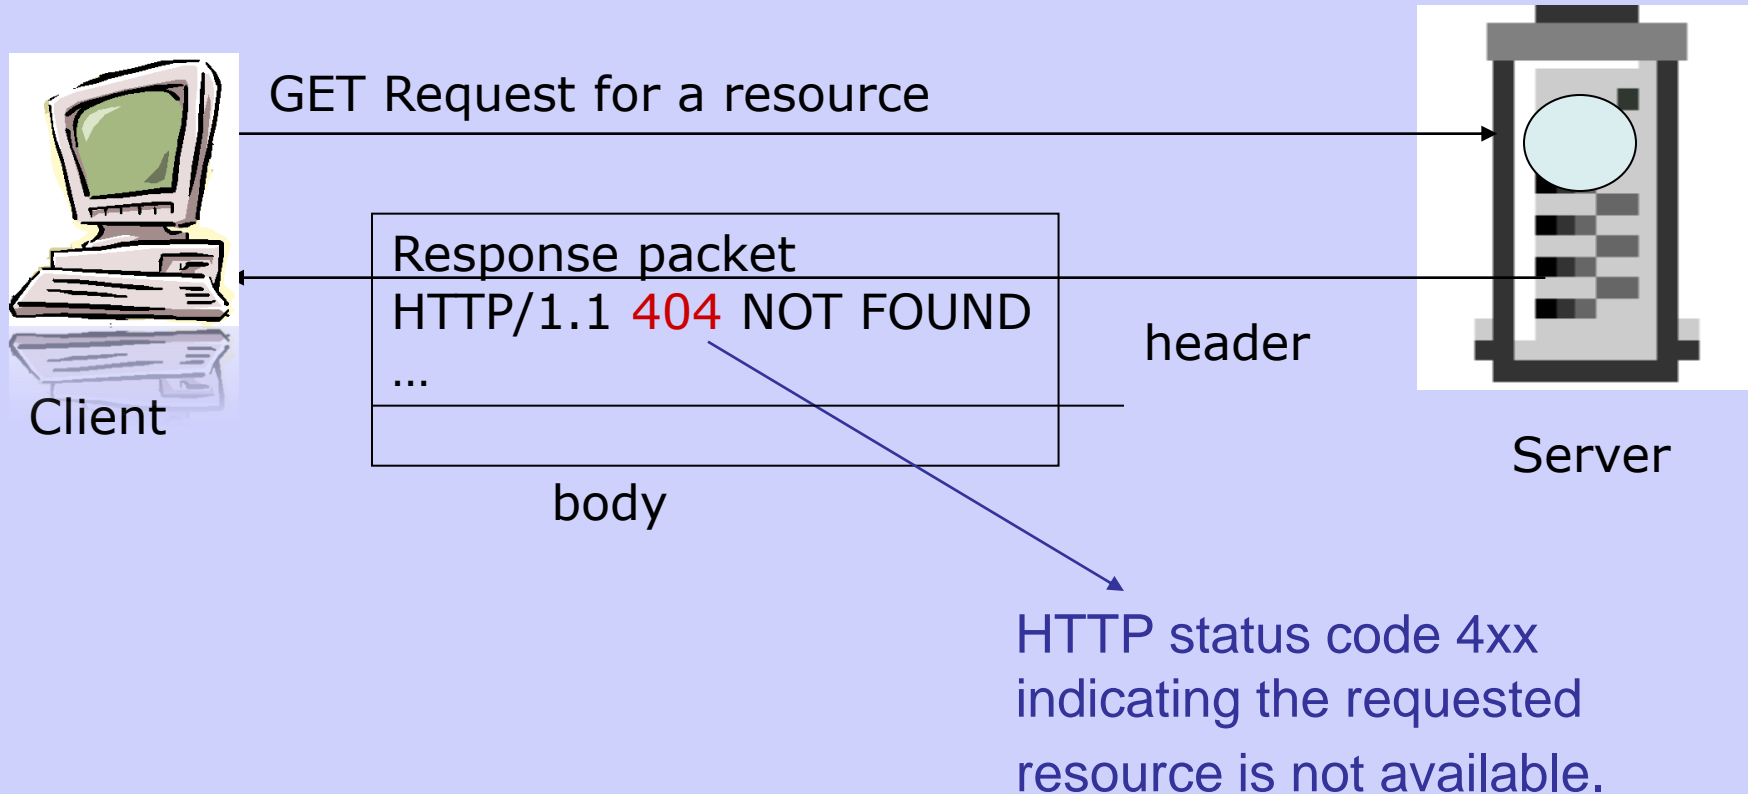 GET Request for a resource
Response packet
HTTP/1.1 404 NOT FOUND
…
header
Client
Server
body
HTTP status code 4xx
indicating the requested
resource is not available.